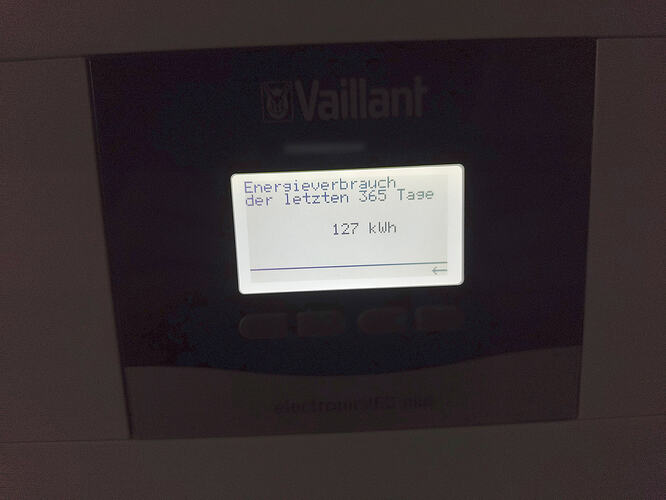 Vaillant
Energieverbrauch
der letzten 365 Tage
127 kWh
←